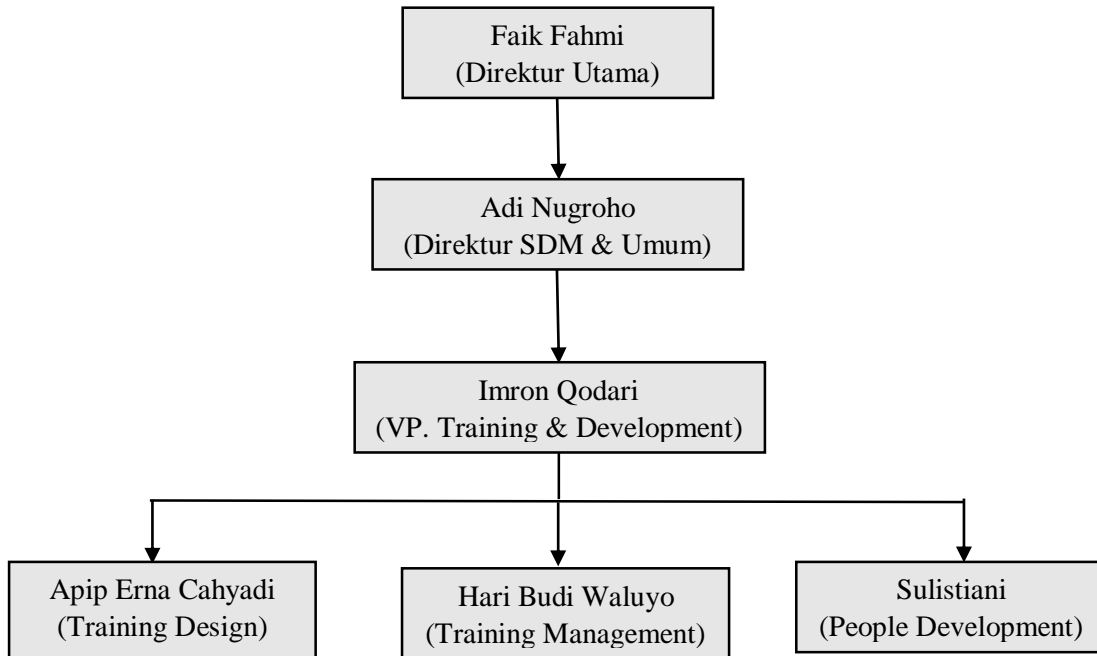 Faik Fahmi
(Direktur Utama)
Adi Nugroho
(Direktur SDM & Umum)
Imron Qodari
(VP. Training & Development)
Apip Erna Cahyadi
(Training Design)
Hari Budi Waluyo
(Training Management)
Sulistiani
(People Development)